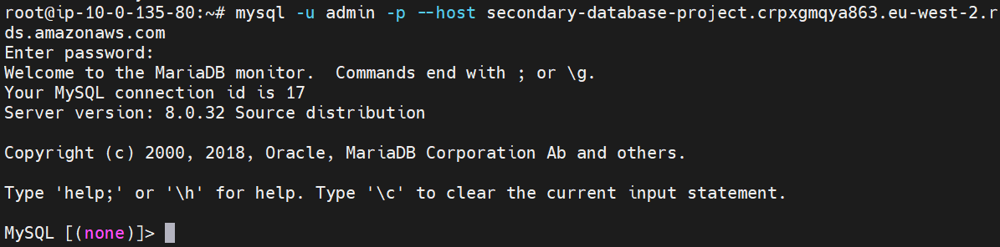 root@ip-10-0-135-80:~# mysql -u admin -p --host secondary-database-project.crpxgmqya863.eu-west-2.r
ds.amazonaws.com
Enter password:
Welcome to the MariaDB monitor.  Commands end with ; or \g.
Your MySQL connection id is 17
Server version: 8.0.32 Source distribution
Copyright (c) 2000, 2018, Oracle, MariaDB Corporation Ab and others.
Type 'help;' or '\h' for help. Type '\c' to clear the current input statement.
MySQL [(none)]>